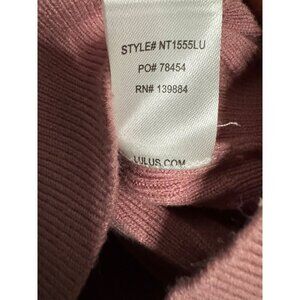 STYLE# NT1555LU
PO# 78454
RN# 139884
LULUS.COM